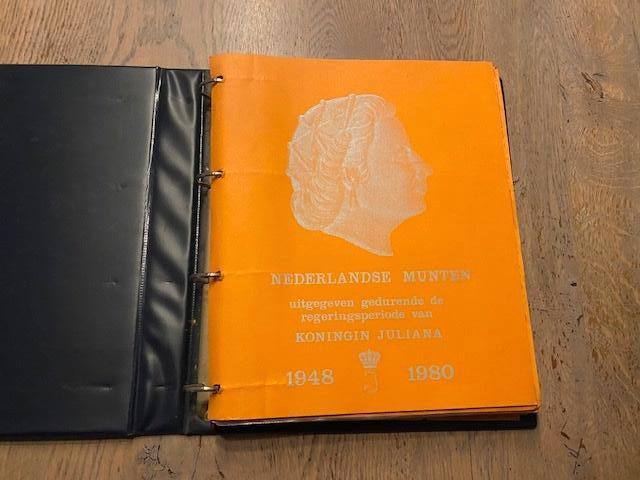 NEDERLANDSE MUNTEN
uitgegeven gedurende de
regeringsperiode van
KONINGIN JULIANA
1948 J 1980